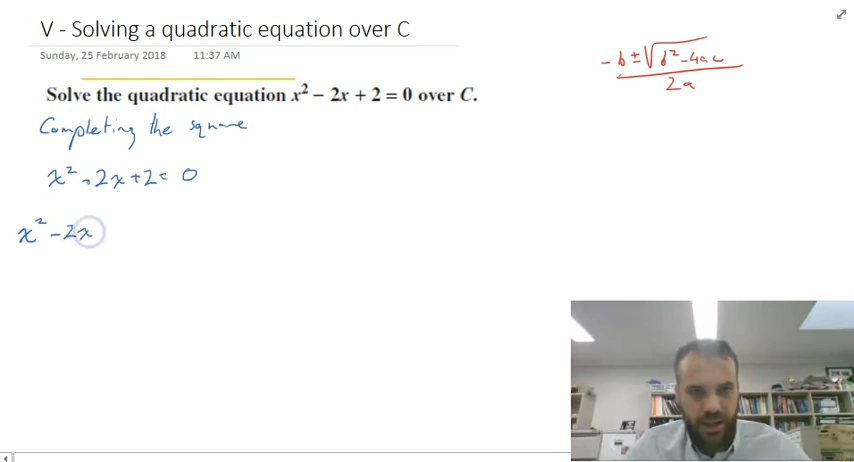 V - Solving a quadratic equation over C
Sunday, 25 February 2018 11:37 AM
-b ± √b² - 4ac
2a
Solve the quadratic equation x² − 2x + 2 = 0 over C.
Completing the square
x² - 2x + 2 = 0
x² - 2x